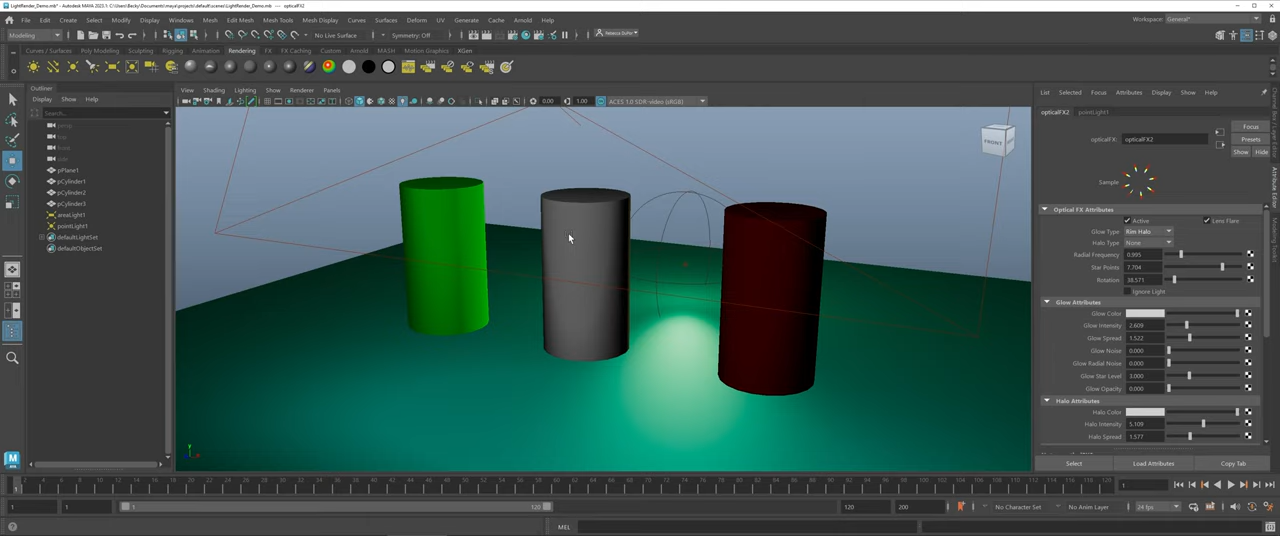 LightRender_Demo.mb* - Autodesk MAYA 2023.1: C:\Users\Becky\Documents\maya\projects\default\scenes\LightRender_Demo.mb --- opticalFX2
File Edit Create Select Modify Display Windows Mesh Edit Mesh Mesh Tools Mesh Display Curves Surfaces Deform UV Generate Cache Arnold Help
Workspace: General*
Modeling
No Live Surface
Symmetry: Off
Curves / Surfaces Poly Modeling Sculpting Rigging Animation Rendering FX FX Caching Custom Arnold MASH Motion Graphics XGen
Outliner
Display Show Help
Search...
persp
top
front
side
pPlane1
pCylinder1
pCylinder2
pCylinder3
areaLight1
pointLight1
defaultLightSet
defaultObjectSet
View Shading Lighting Show Renderer Panels
0.00 1.00 ACES 1.0 SDR-video (sRGB)
FRONT
List Selected Focus Attributes Display Show Help
opticalFX2 pointLight1
opticalFX: opticalFX2
Focus
Presets
Show Hide
Sample
Optical FX Attributes
Active Lens Flare
Glow Type Rim Halo
Halo Type None
Radial Frequency 0.995
Star Points 7.704
Rotation 38.571
Ignore Light
Glow Attributes
Glow Color
Glow Intensity 2.609
Glow Spread 1.522
Glow Noise 0.000
Glow Radial Noise 0.000
Glow Star Level 3.000
Glow Opacity 0.000
Halo Attributes
Halo Color
Halo Intensity 5.109
Halo Spread 1.577
Select Load Attributes Copy Tab
Attribute Editor
Modeling Toolkit
1 1 1 120 120 200 No Character Set No Anim Layer 24 fps
MEL